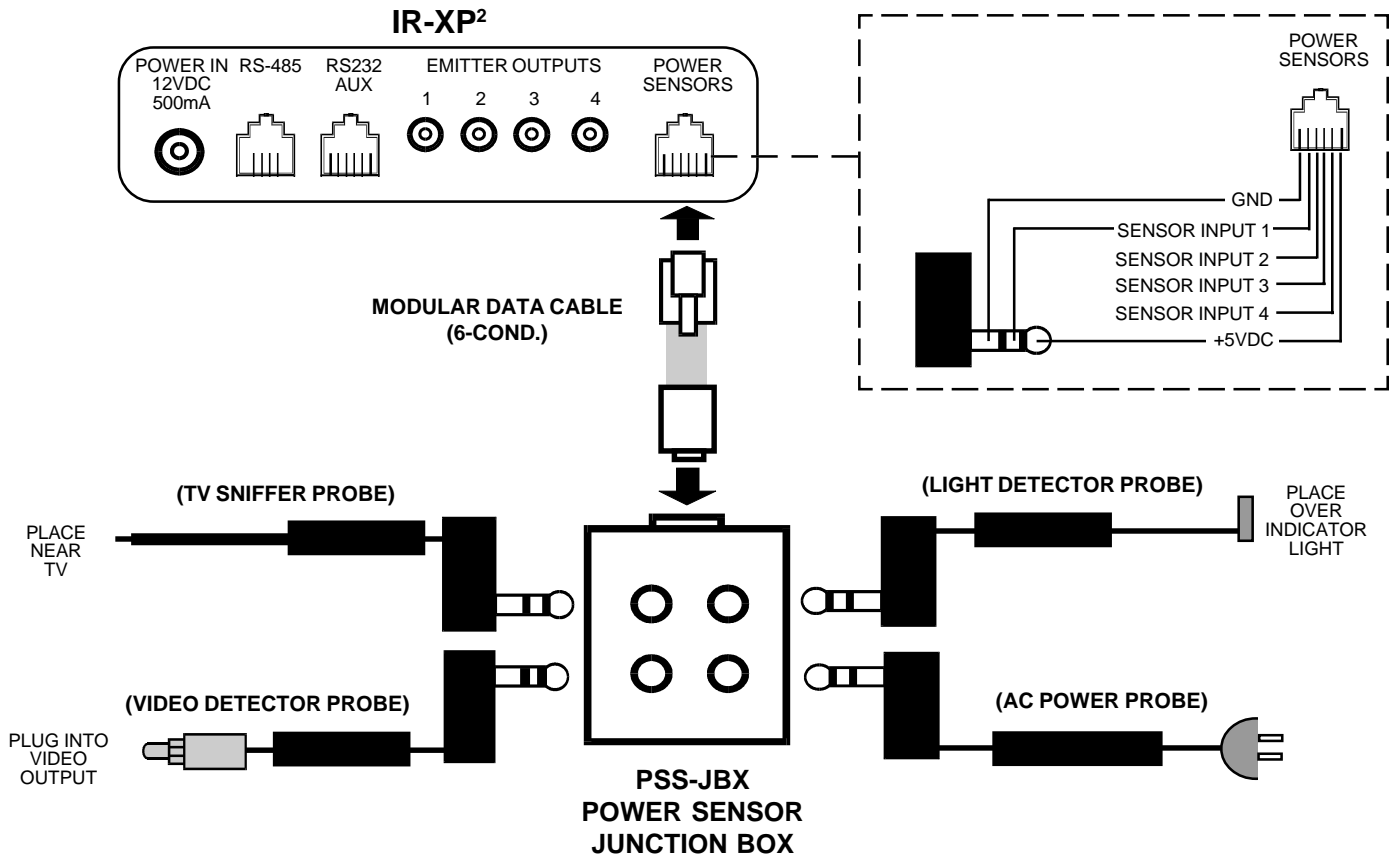 IR-XP²
POWER IN
12VDC
500mA
RS-485
RS232
AUX
EMITTER OUTPUTS
1 2 3 4
POWER
SENSORS
POWER
SENSORS
GND
SENSOR INPUT 1
SENSOR INPUT 2
SENSOR INPUT 3
SENSOR INPUT 4
+5VDC
MODULAR DATA CABLE
(6-COND.)
(TV SNIFFER PROBE)
PLACE
NEAR
TV
(LIGHT DETECTOR PROBE)
PLACE
OVER
INDICATOR
LIGHT
(VIDEO DETECTOR PROBE)
PLUG INTO
VIDEO
OUTPUT
(AC POWER PROBE)
PSS-JBX
POWER SENSOR
JUNCTION BOX